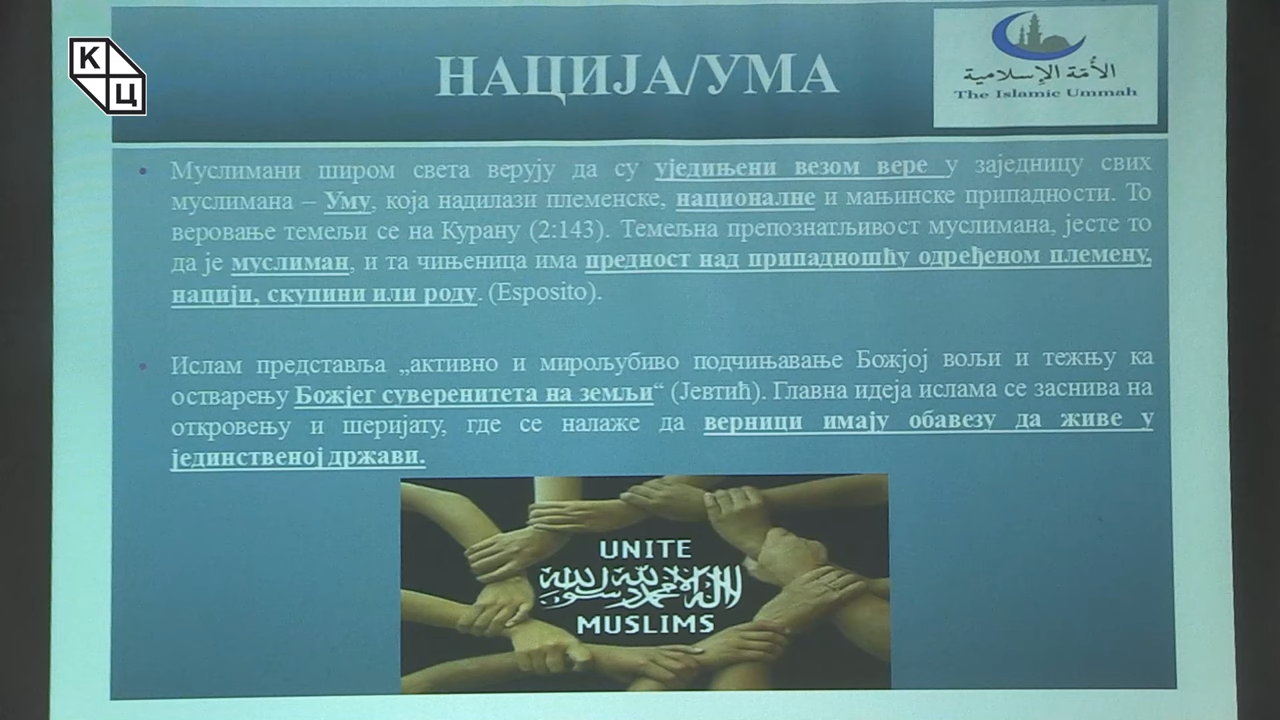 К
Ц
НАЦИЈА/УМА
الأمّة الإسلامية
The Islamic Ummah
• Муслимани широм света верују да су уједињени везом вере у заједницу свих
муслимана – Уму, која надилази племенске, националне и мањинске припадности. То
веровање темељи се на Курану (2:143). Темељна препознатљивост муслимана, јесте то
да је муслиман, и та чињеница има предност над припадношћу одређеном племену,
нацији, скупини или роду. (Esposito).
• Ислам представља „активно и мирољубиво подчињавање Божјој вољи и тежњу ка
остварењу Божјег суверенитета на земљи“ (Јевтић). Главна идеја ислама се заснива на
откровењу и шеријату, где се налаже да верници имају обавезу да живе у
јединственој држави.
UNITE
لا إله إلا الله محمد رسول الله
MUSLIMS